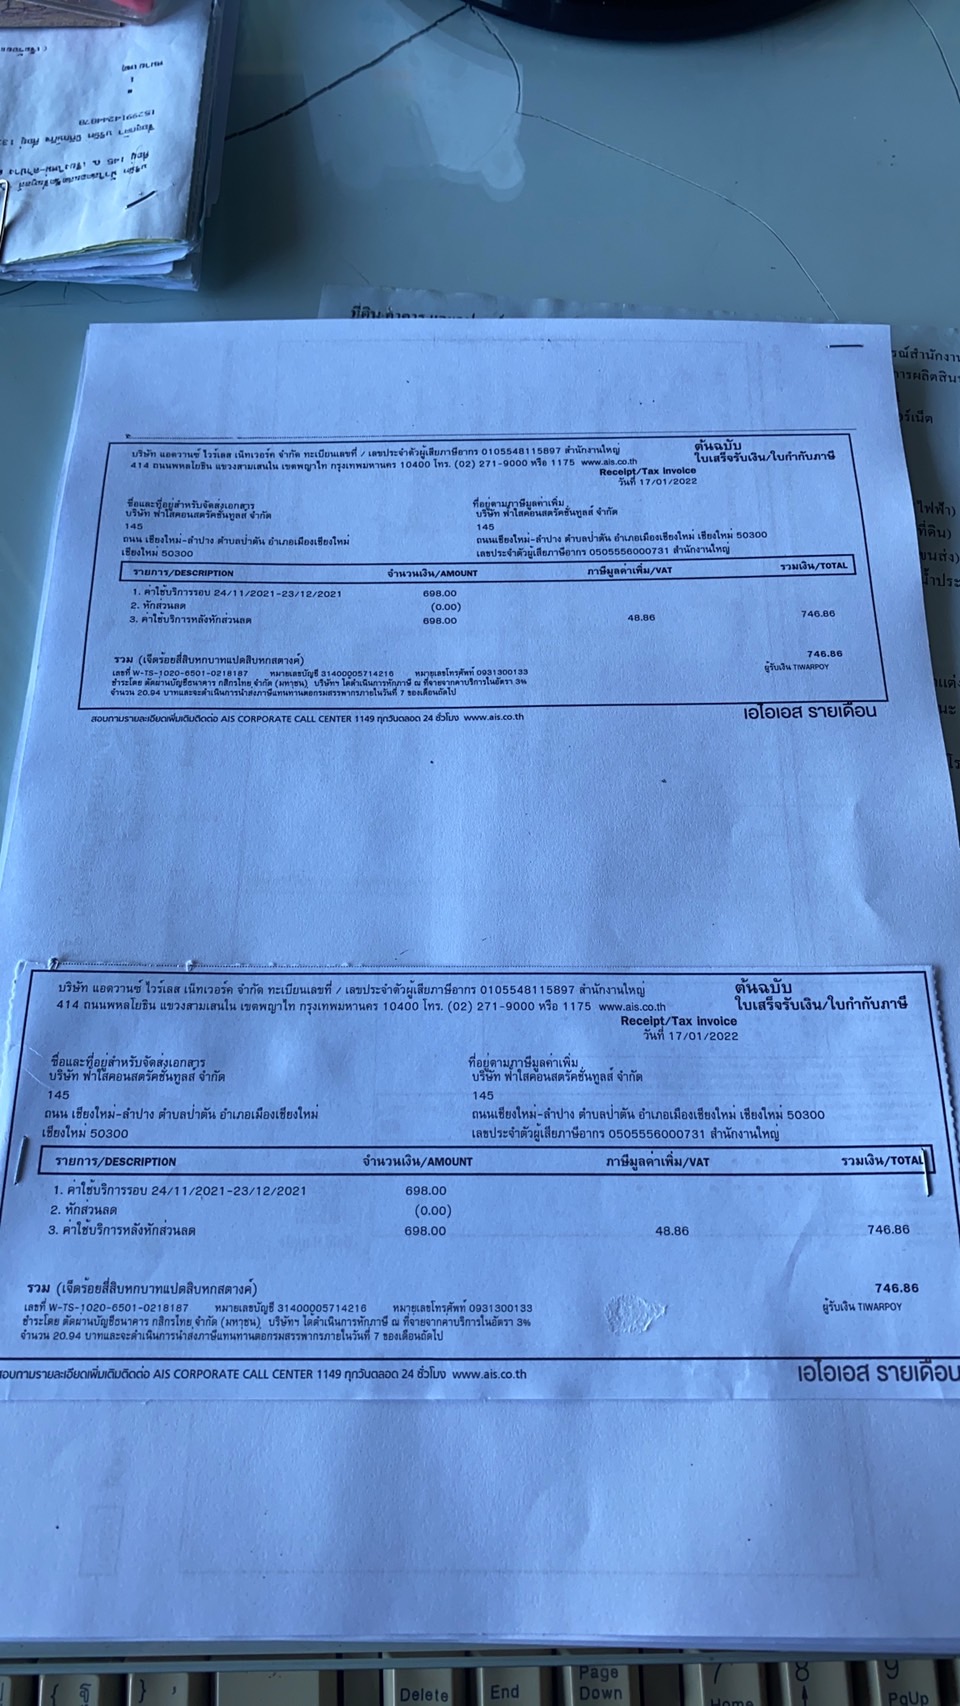 บริษัท แอดวานซ์ ไวร์เลส เน็ทเวอร์ค จำกัด ทะเบียนเลขที่ / เลขประจำตัวผู้เสียภาษีอากร 0105548115897 สำนักงานใหญ่
414 ถนนพหลโยธิน แขวงสามเสนใน เขตพญาไท กรุงเทพมหานคร 10400 โทร. (02) 271-9000 หรือ 1175 www.ais.co.th
ต้นฉบับ
ใบเสร็จรับเงิน/ใบกำกับภาษี
Receipt/Tax Invoice
วันที่ 17/01/2022
ชื่อและที่อยู่สำหรับจัดส่งเอกสาร
บริษัท ฟ้าใสคอนสตรัคชั่นทูลส์ จำกัด
145
ถนน เชียงใหม่-ลำปาง ตำบลป่าตัน อำเภอเมืองเชียงใหม่
เชียงใหม่ 50300
ที่อยู่ตามภาษีมูลค่าเพิ่ม
บริษัท ฟ้าใสคอนสตรัคชั่นทูลส์ จำกัด
145
ถนนเชียงใหม่-ลำปาง ตำบลป่าตัน อำเภอเมืองเชียงใหม่ เชียงใหม่ 50300
เลขประจำตัวผู้เสียภาษีอากร 0505556000731 สำนักงานใหญ่
รายการ/DESCRIPTION จำนวนเงิน/AMOUNT ภาษีมูลค่าเพิ่ม/VAT รวมเงิน/TOTAL
1. ค่าใช้บริการรอบ 24/11/2021-23/12/2021 698.00
2. หักส่วนลด (0.00)
3. ค่าใช้บริการหลังหักส่วนลด 698.00 48.86 746.86
รวม (เจ็ดร้อยสี่สิบหกบาทแปดสิบหกสตางค์) 746.86
เลขที่ W-TS-1020-6501-0218187 หมายเลขบัญชี 31400005714216 หมายเลขโทรศัพท์ 0931300133 ผู้รับเงิน TIWARPOY
ชำระโดย ตัดผ่านบัญชีธนาคาร กสิกรไทย จำกัด (มหาชน) บริษัทฯ ได้ดำเนินการหักภาษี ณ ที่จ่ายจากค่าบริการในอัตรา 3%
จำนวน 20.94 บาทและจะดำเนินการนำส่งภาษีแทนท่านต่อกรมสรรพากรภายในวันที่ 7 ของเดือนถัดไป
สอบถามรายละเอียดเพิ่มเติมติดต่อ AIS CORPORATE CALL CENTER 1149 ทุกวันตลอด 24 ชั่วโมง www.ais.co.th
เอไอเอส รายเดือน
บริษัท แอดวานซ์ ไวร์เลส เน็ทเวอร์ค จำกัด ทะเบียนเลขที่ / เลขประจำตัวผู้เสียภาษีอากร 0105548115897 สำนักงานใหญ่
414 ถนนพหลโยธิน แขวงสามเสนใน เขตพญาไท กรุงเทพมหานคร 10400 โทร. (02) 271-9000 หรือ 1175 www.ais.co.th
ต้นฉบับ
ใบเสร็จรับเงิน/ใบกำกับภาษี
Receipt/Tax Invoice
วันที่ 17/01/2022
ชื่อและที่อยู่สำหรับจัดส่งเอกสาร
บริษัท ฟ้าใสคอนสตรัคชั่นทูลส์ จำกัด
145
ถนน เชียงใหม่-ลำปาง ตำบลป่าตัน อำเภอเมืองเชียงใหม่
เชียงใหม่ 50300
ที่อยู่ตามภาษีมูลค่าเพิ่ม
บริษัท ฟ้าใสคอนสตรัคชั่นทูลส์ จำกัด
145
ถนนเชียงใหม่-ลำปาง ตำบลป่าตัน อำเภอเมืองเชียงใหม่ เชียงใหม่ 50300
เลขประจำตัวผู้เสียภาษีอากร 0505556000731 สำนักงานใหญ่
รายการ/DESCRIPTION จำนวนเงิน/AMOUNT ภาษีมูลค่าเพิ่ม/VAT รวมเงิน/TOTAL
1. ค่าใช้บริการรอบ 24/11/2021-23/12/2021 698.00
2. หักส่วนลด (0.00)
3. ค่าใช้บริการหลังหักส่วนลด 698.00 48.86 746.86
รวม (เจ็ดร้อยสี่สิบหกบาทแปดสิบหกสตางค์) 746.86
เลขที่ W-TS-1020-6501-0218187 หมายเลขบัญชี 31400005714216 หมายเลขโทรศัพท์ 0931300133 ผู้รับเงิน TIWARPOY
ชำระโดย ตัดผ่านบัญชีธนาคาร กสิกรไทย จำกัด (มหาชน) บริษัทฯ ได้ดำเนินการหักภาษี ณ ที่จ่ายจากค่าบริการในอัตรา 3%
จำนวน 20.94 บาทและจะดำเนินการนำส่งภาษีแทนท่านต่อกรมสรรพากรภายในวันที่ 7 ของเดือนถัดไป
สอบถามรายละเอียดเพิ่มเติมติดต่อ AIS CORPORATE CALL CENTER 1149 ทุกวันตลอด 24 ชั่วโมง www.ais.co.th
เอไอเอส รายเดือน
Delete End Page Down 7 Home 8 9 PgUp